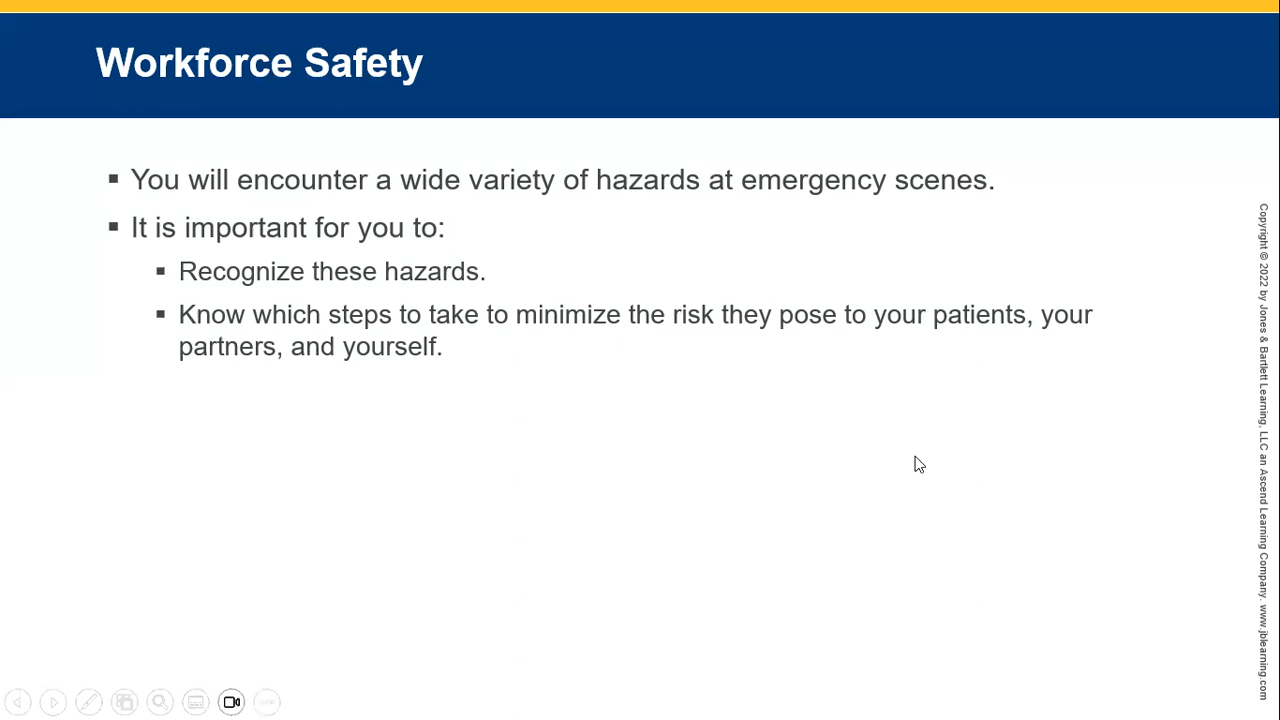 Workforce Safety
▪ You will encounter a wide variety of hazards at emergency scenes.
▪ It is important for you to:
▪ Recognize these hazards.
▪ Know which steps to take to minimize the risk they pose to your patients, your
partners, and yourself.
Copyright © 2022 by Jones & Bartlett Learning, LLC an Ascend Learning Company. www.jblearning.com